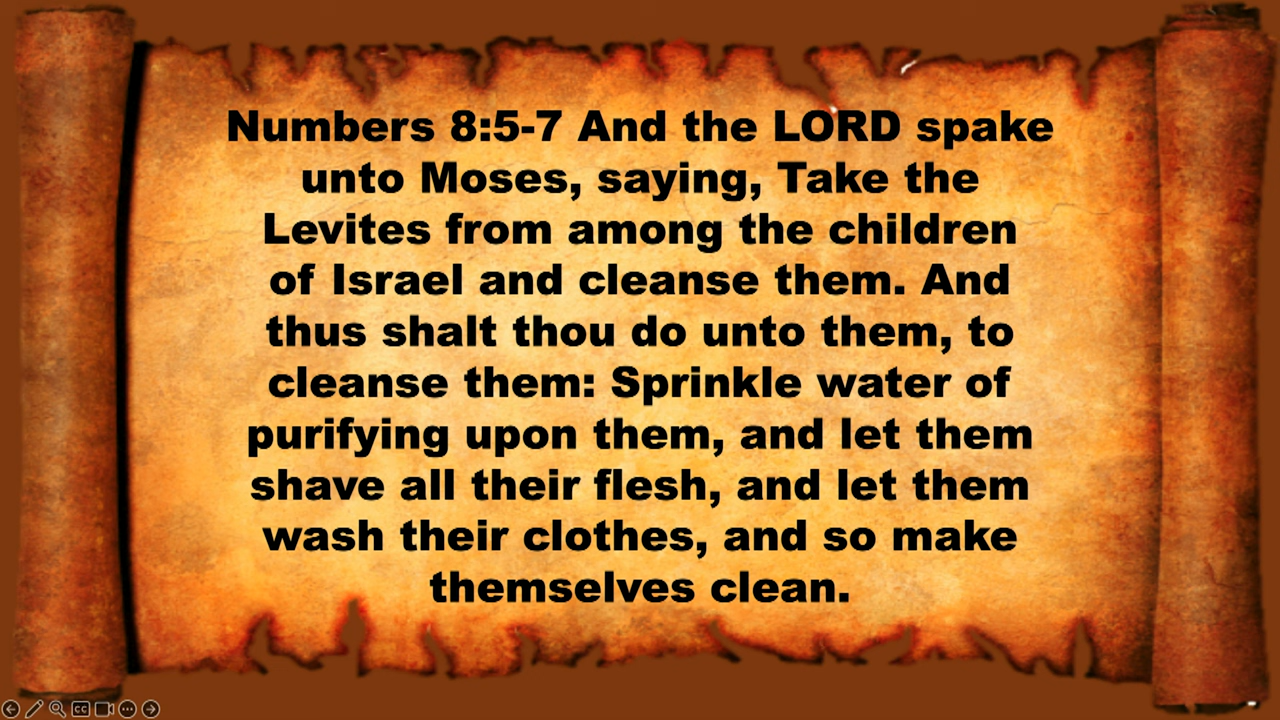 Numbers 8:5-7 And the LORD spake
unto Moses, saying, Take the
Levites from among the children
of Israel and cleanse them. And
thus shalt thou do unto them, to
cleanse them: Sprinkle water of
purifying upon them, and let them
shave all their flesh, and let them
wash their clothes, and so make
themselves clean.
CC